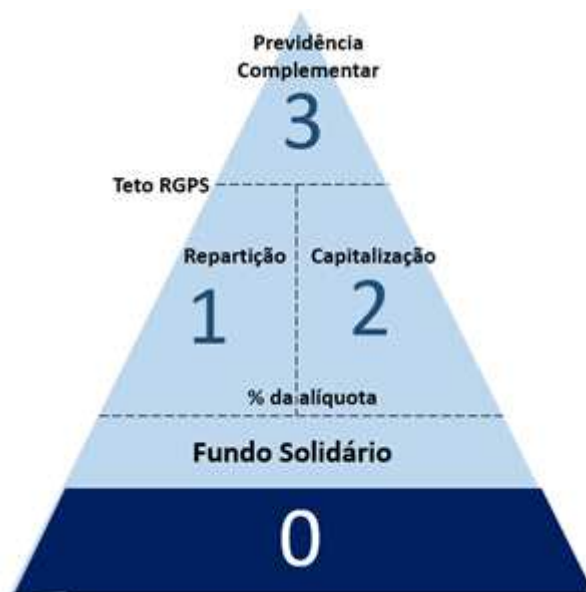 Previdência
Complementar
3
Teto RGPS
Repartição
Capitalização
1
2
% da alíquota
Fundo Solidário
0